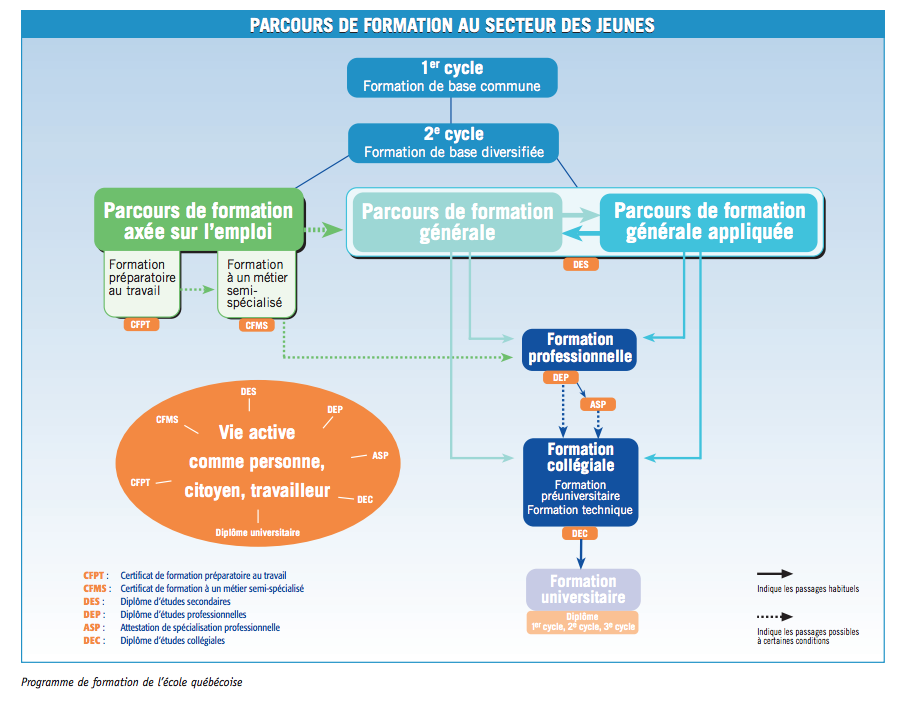 PARCOURS DE FORMATION AU SECTEUR DES JEUNES
1er cycle
Formation de base commune
2e cycle
Formation de base diversifiée
Parcours de formation
axée sur l'emploi
Parcours de formation
générale
Parcours de formation
générale appliquée
DES
Formation
préparatoire
au travail
CFPT
Formation
à un métier
semi-
spécialisé
CFMS
Formation
professionnelle
DEP
ASP
Formation
collégiale
Formation
préuniversitaire
Formation technique
DEC
Formation
universitaire
Diplôme
1er cycle, 2e cycle, 3e cycle
DES
DEP
CFMS
ASP
CFPT
DEC
Vie active
comme personne,
citoyen, travailleur
Diplôme universitaire
CFPT : Certificat de formation préparatoire au travail
CFMS : Certificat de formation à un métier semi-spécialisé
DES : Diplôme d'études secondaires
DEP : Diplôme d'études professionnelles
ASP : Attestation de spécialisation professionnelle
DEC : Diplôme d'études collégiales
Indique les passages habituels
Indique les passages possibles
à certaines conditions
Programme de formation de l'école québécoise